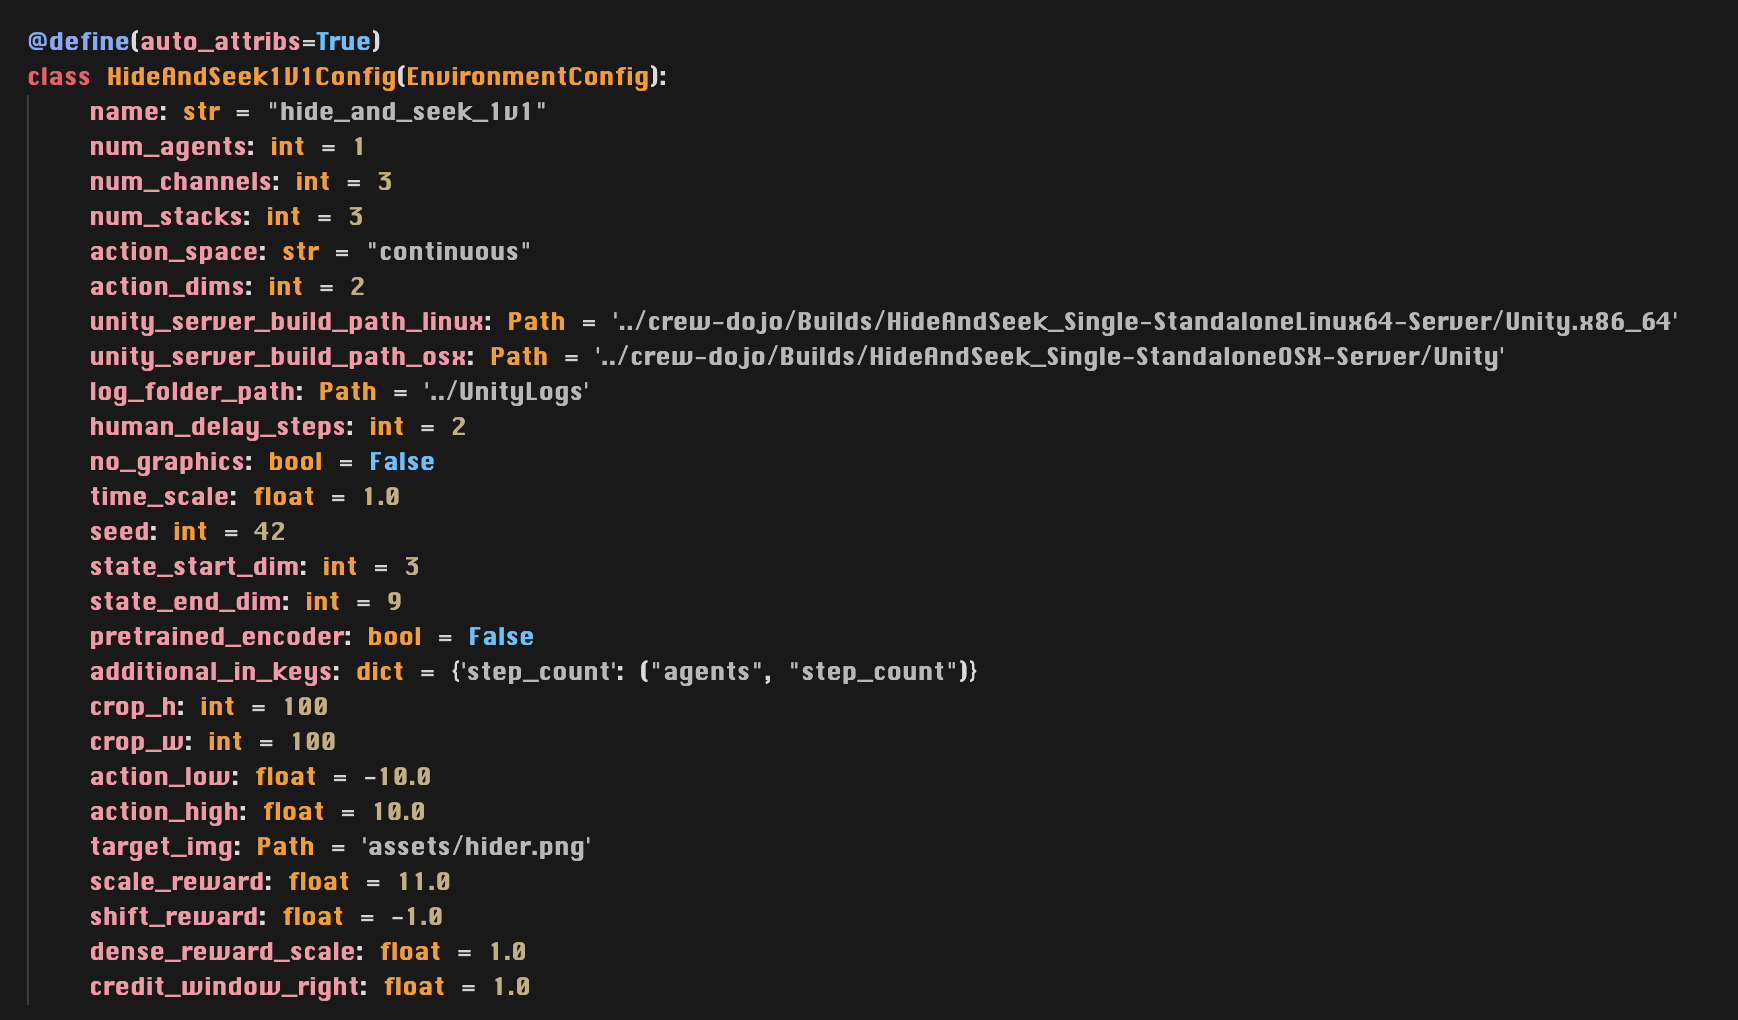 @define(auto_attribs=True)
class HideAndSeek1V1Config(EnvironmentConfig):
    name: str = "hide_and_seek_1v1"
    num_agents: int = 1
    num_channels: int = 3
    num_stacks: int = 3
    action_space: str = "continuous"
    action_dims: int = 2
    unity_server_build_path_linux: Path = '../crew-dojo/Builds/HideAndSeek_Single-StandaloneLinux64-Server/Unity.x86_64'
    unity_server_build_path_osx: Path = '../crew-dojo/Builds/HideAndSeek_Single-StandaloneOSX-Server/Unity'
    log_folder_path: Path = '../UnityLogs'
    human_delay_steps: int = 2
    no_graphics: bool = False
    time_scale: float = 1.0
    seed: int = 42
    state_start_dim: int = 3
    state_end_dim: int = 9
    pretrained_encoder: bool = False
    additional_in_keys: dict = {'step_count': ("agents", "step_count")}
    crop_h: int = 100
    crop_w: int = 100
    action_low: float = -10.0
    action_high: float = 10.0
    target_img: Path = 'assets/hider.png'
    scale_reward: float = 11.0
    shift_reward: float = -1.0
    dense_reward_scale: float = 1.0
    credit_window_right: float = 1.0